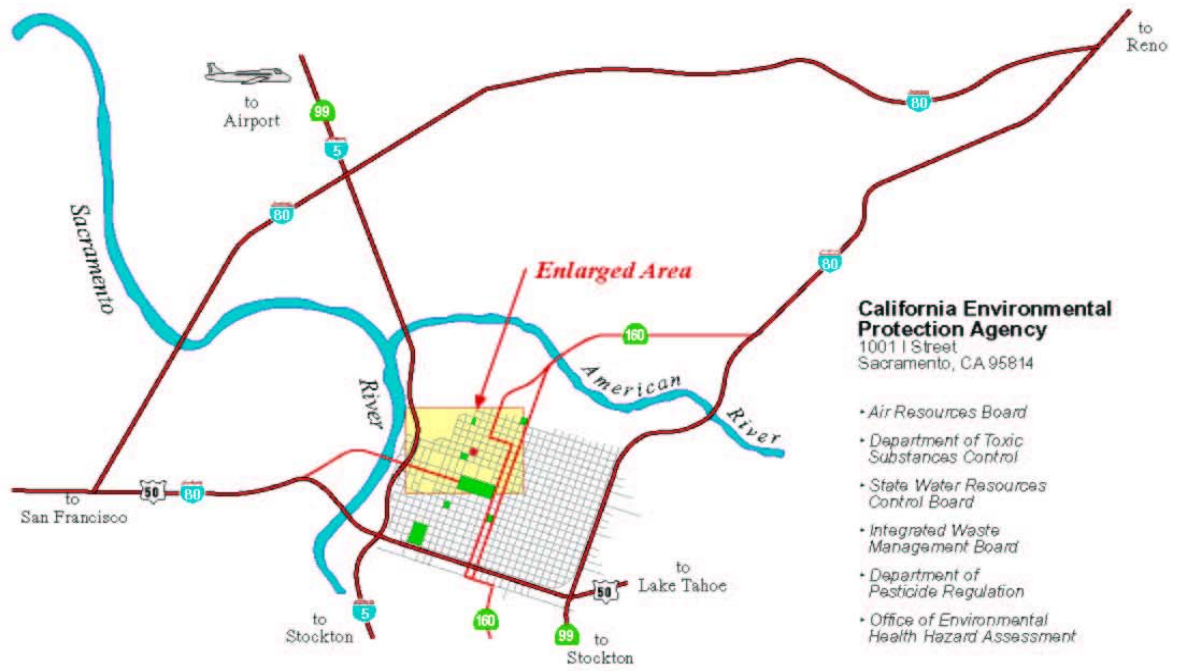 to
Reno
to
Airport
99
5
80
80
80
Sacramento
River
Enlarged Area
160
American
River
California Environmental
Protection Agency
1001 I Street
Sacramento, CA 95814
‣ Air Resources Board
‣ Department of Toxic
Substances Control
‣ State Water Resources
Control Board
‣ Integrated Waste
Management Board
‣ Department of
Pesticide Regulation
‣ Office of Environmental
Health Hazard Assessment
to
San Francisco
50
80
to
Lake Tahoe
50
to
Stockton
5
160
99
to
Stockton